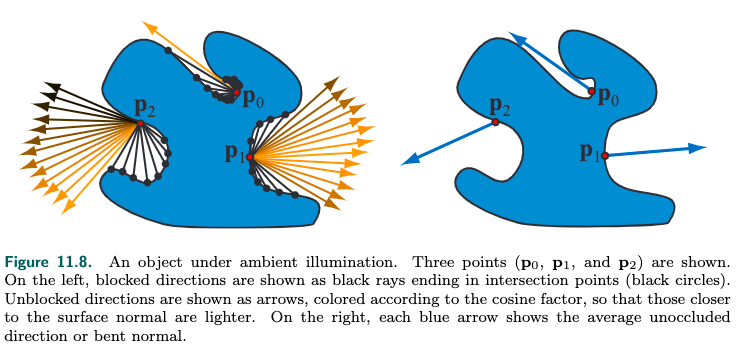 p2
p0
p1
p2
p0
p1
Figure 11.8. An object under ambient illumination. Three points (p0, p1, and p2) are shown.
On the left, blocked directions are shown as black rays ending in intersection points (black circles).
Unblocked directions are shown as arrows, colored according to the cosine factor, so that those closer
to the surface normal are lighter. On the right, each blue arrow shows the average unoccluded
direction or bent normal.